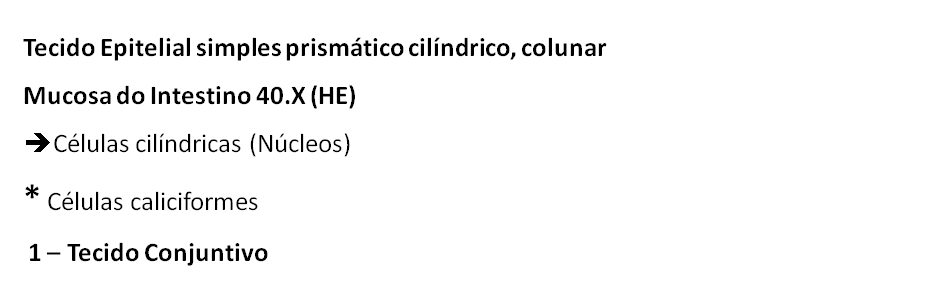 Tecido Epitelial simples prismático cilíndrico, colunar
Mucosa do Intestino 40.X (HE)
➔ Células cilíndricas (Núcleos)
* Células caliciformes
1 – Tecido Conjuntivo